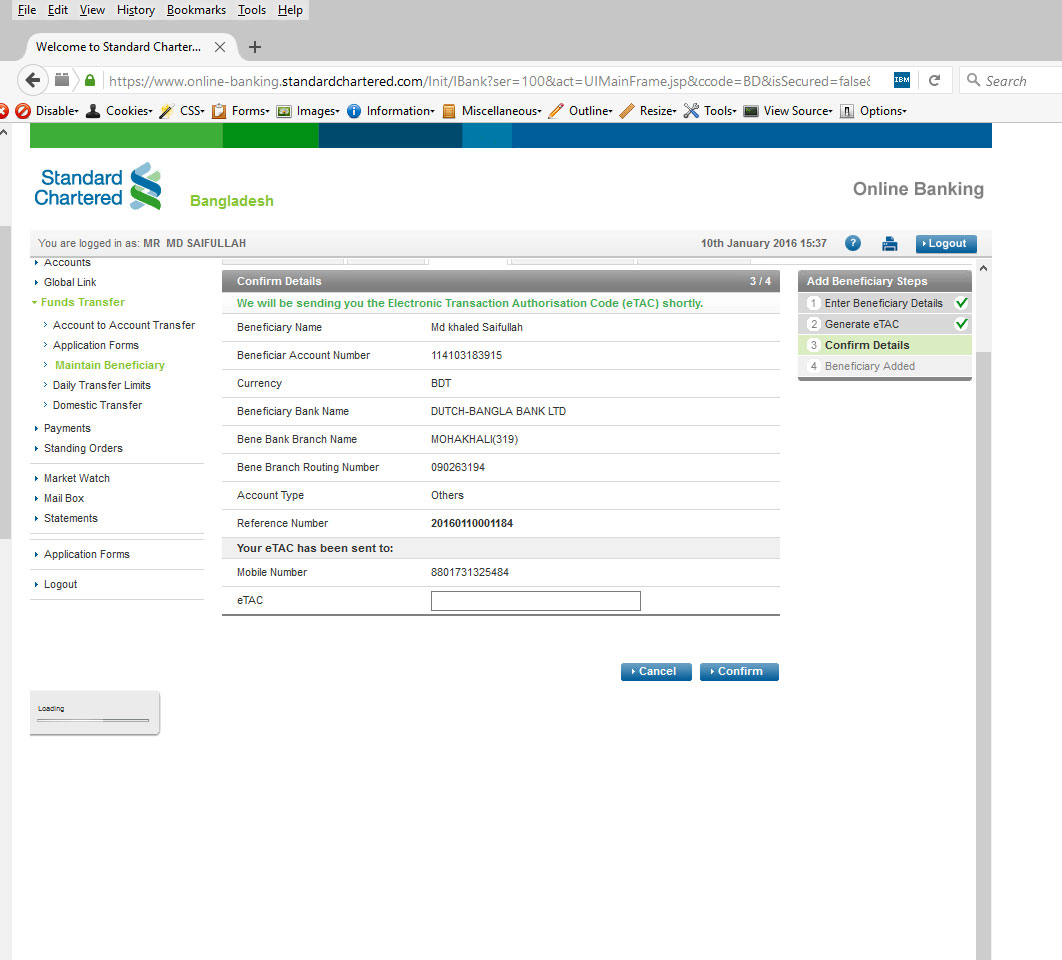 File Edit View History Bookmarks Tools Help
Welcome to Standard Charter...
https://www.online-banking.standardchartered.com/Init/IBank?ser=100&act=UIMainFrame.jsp&ccode=BD&isSecured=false& IBM Search
Disable Cookies CSS Forms Images Information Miscellaneous Outline Resize Tools View Source Options
Standard
Chartered
Bangladesh
Online Banking
You are logged in as: MR MD SAIFULLAH
10th January 2016 15:37 ? Logout
Accounts
Global Link
Funds Transfer
Account to Account Transfer
Application Forms
Maintain Beneficiary
Daily Transfer Limits
Domestic Transfer
Payments
Standing Orders
Market Watch
Mail Box
Statements
Application Forms
Logout
Confirm Details 3 / 4
We will be sending you the Electronic Transaction Authorisation Code (eTAC) shortly.
Beneficiary Name Md khaled Saifullah
Beneficiar Account Number 114103183915
Currency BDT
Beneficiary Bank Name DUTCH-BANGLA BANK LTD
Bene Bank Branch Name MOHAKHALI(319)
Bene Branch Routing Number 090263194
Account Type Others
Reference Number 20160110001184
Your eTAC has been sent to:
Mobile Number 8801731325484
eTAC
Cancel Confirm
Add Beneficiary Steps
1 Enter Beneficiary Details
2 Generate eTAC
3 Confirm Details
4 Beneficiary Added
Loading